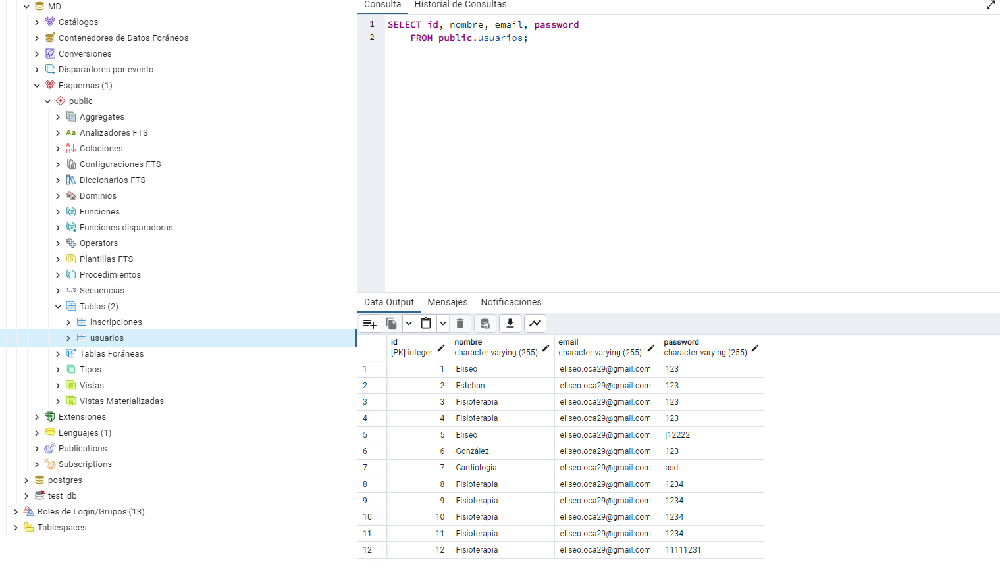 MD
Catálogos
Contenedores de Datos Foráneos
Conversiones
Disparadores por evento
Esquemas (1)
public
Aggregates
Aa Analizadores FTS
Colaciones
Configuraciones FTS
Diccionarios FTS
Dominios
Funciones
Funciones disparadoras
Operators
Plantillas FTS
Procedimientos
1..3 Secuencias
Tablas (2)
inscripciones
usuarios
Tablas Foráneas
Tipos
Vistas
Vistas Materializadas
Extensiones
Lenguajes (1)
Publications
Subscriptions
postgres
test_db
Roles de Login/Grupos (13)
Tablespaces
Consulta Historial de Consultas
1 SELECT id, nombre, email, password
2 FROM public.usuarios;
Data Output Mensajes Notificaciones
id nombre email password
[PK] integer character varying (255) character varying (255) character varying (255)
1 1 Eliseo eliseo.oca29@gmail.com 123
2 2 Esteban eliseo.oca29@gmail.com 123
3 3 Fisioterapia eliseo.oca29@gmail.com 123
4 4 Fisioterapia eliseo.oca29@gmail.com 123
5 5 Eliseo eliseo.oca29@gmail.com |12222
6 6 González eliseo.oca29@gmail.com 123
7 7 Cardiologia eliseo.oca29@gmail.com asd
8 8 Fisioterapia eliseo.oca29@gmail.com 1234
9 9 Fisioterapia eliseo.oca29@gmail.com 1234
10 10 Fisioterapia eliseo.oca29@gmail.com 1234
11 11 Fisioterapia eliseo.oca29@gmail.com 1234
12 12 Fisioterapia eliseo.oca29@gmail.com 11111231